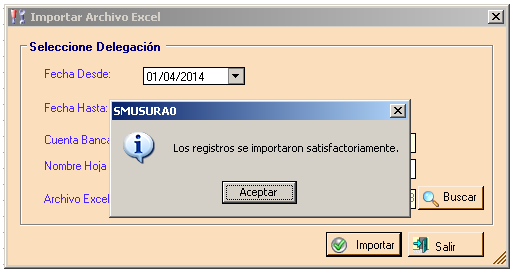 Importar Archivo Excel
Seleccione Delegación
Fecha Desde:
01/04/2014
Fecha Hasta:
SMUSURA0
Los registros se importaron satisfactoriamente.
Aceptar
Cuenta
Nombre Hoja
Archivo Excel
Buscar
Importar
Salir